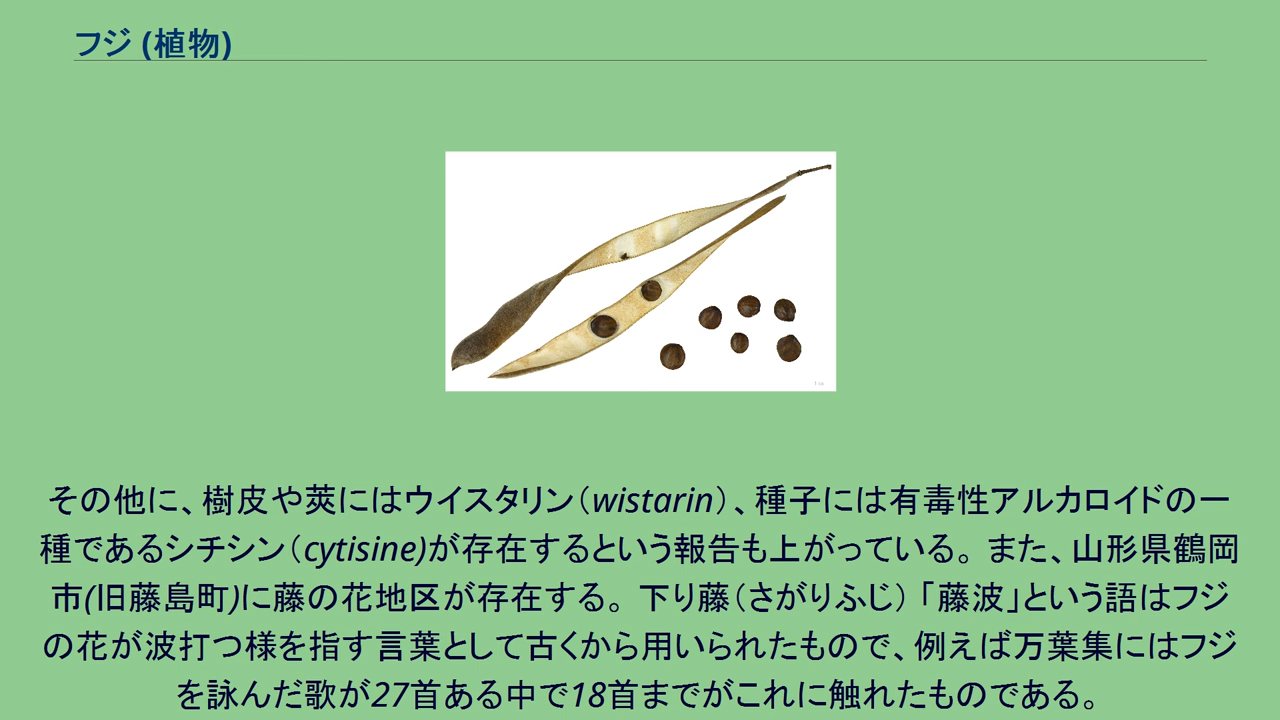 フジ (植物)
その他に、樹皮や莢にはウイスタリン（wistarin）、種子には有毒性アルカロイドの一
種であるシチシン（cytisine)が存在するという報告も上がっている。また、山形県鶴岡
市(旧藤島町)に藤の花地区が存在する。下り藤（さがりふじ）「藤波」という語はフジ
の花が波打つ様を指す言葉として古くから用いられたもので、例えば万葉集にはフジ
を詠んだ歌が27首ある中で18首までがこれに触れたものである。